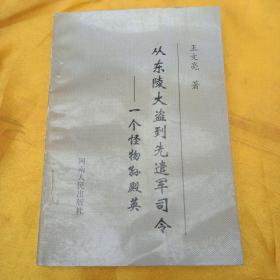 王文炎 著
从东陵大盗到先遣军司令
——一个怪物孙殿英
河南人民出版社